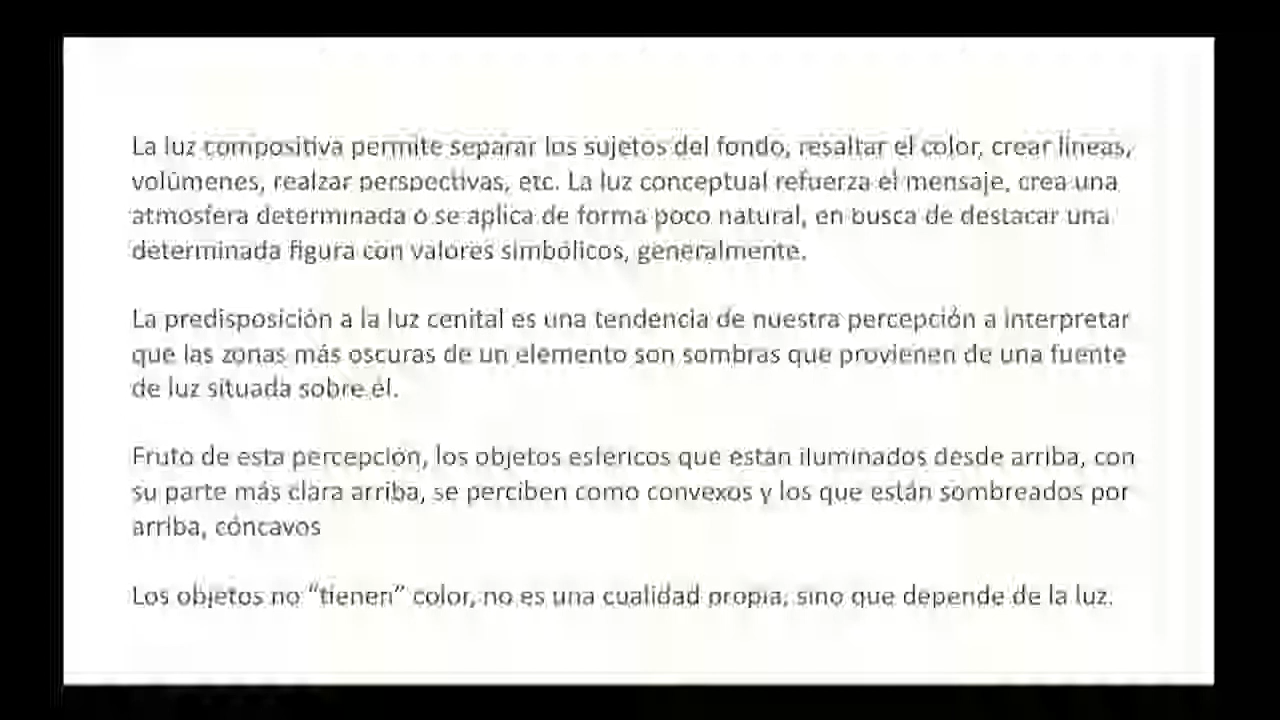 La luz compositiva permite separar los sujetos del fondo, resaltar el color, crear líneas,
volúmenes, realzar perspectivas, etc. La luz conceptual refuerza el mensaje, crea una
atmósfera determinada o se aplica de forma poco natural, en busca de destacar una
determinada figura con valores simbólicos, generalmente.
La predisposición a la luz cenital es una tendencia de nuestra percepción a interpretar
que las zonas más oscuras de un elemento son sombras que provienen de una fuente
de luz situada sobre él.
Fruto de esta percepción, los objetos esféricos que están iluminados desde arriba, con
su parte más clara arriba, se perciben como convexos y los que están sombreados por
arriba, cóncavos
Los objetos no “tienen” color, no es una cualidad propia, sino que depende de la luz.